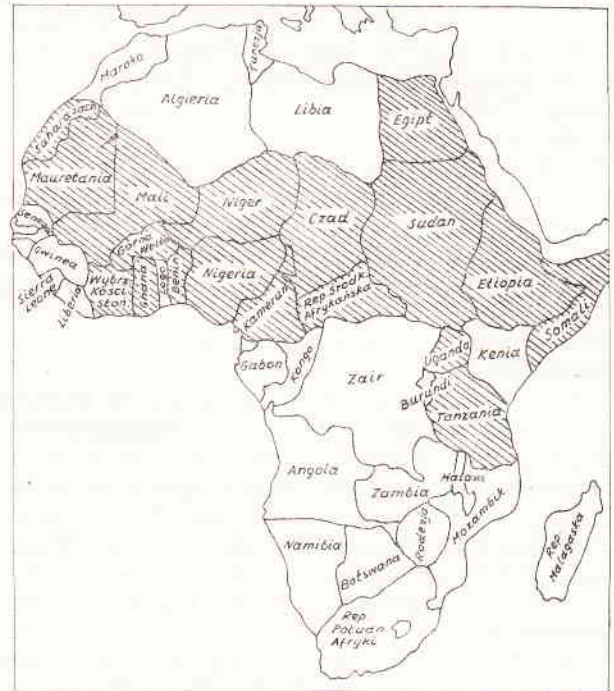 Maroko
Tunezja
Algieria
Libia
Egipt
Mauretania
Mali
Niger
Czad
Sudan
Senegal
Gwinea
Sierra
Leone
Liberia
Wybrz.
Kości
Słon.
Górna
Wolta
Ghana
Togo
Benin
Nigeria
Kamerun
Rep. Środk.
Afrykańska
Etiopia
Somali
Gabon
Kongo
Zair
Uganda
Kenia
Burundi
Tanzania
Angola
Zambia
Malawi
Mozambik
Rodezja
Namibia
Botswana
Rep.
Połudn.
Afryki
Rep.
Malagaska